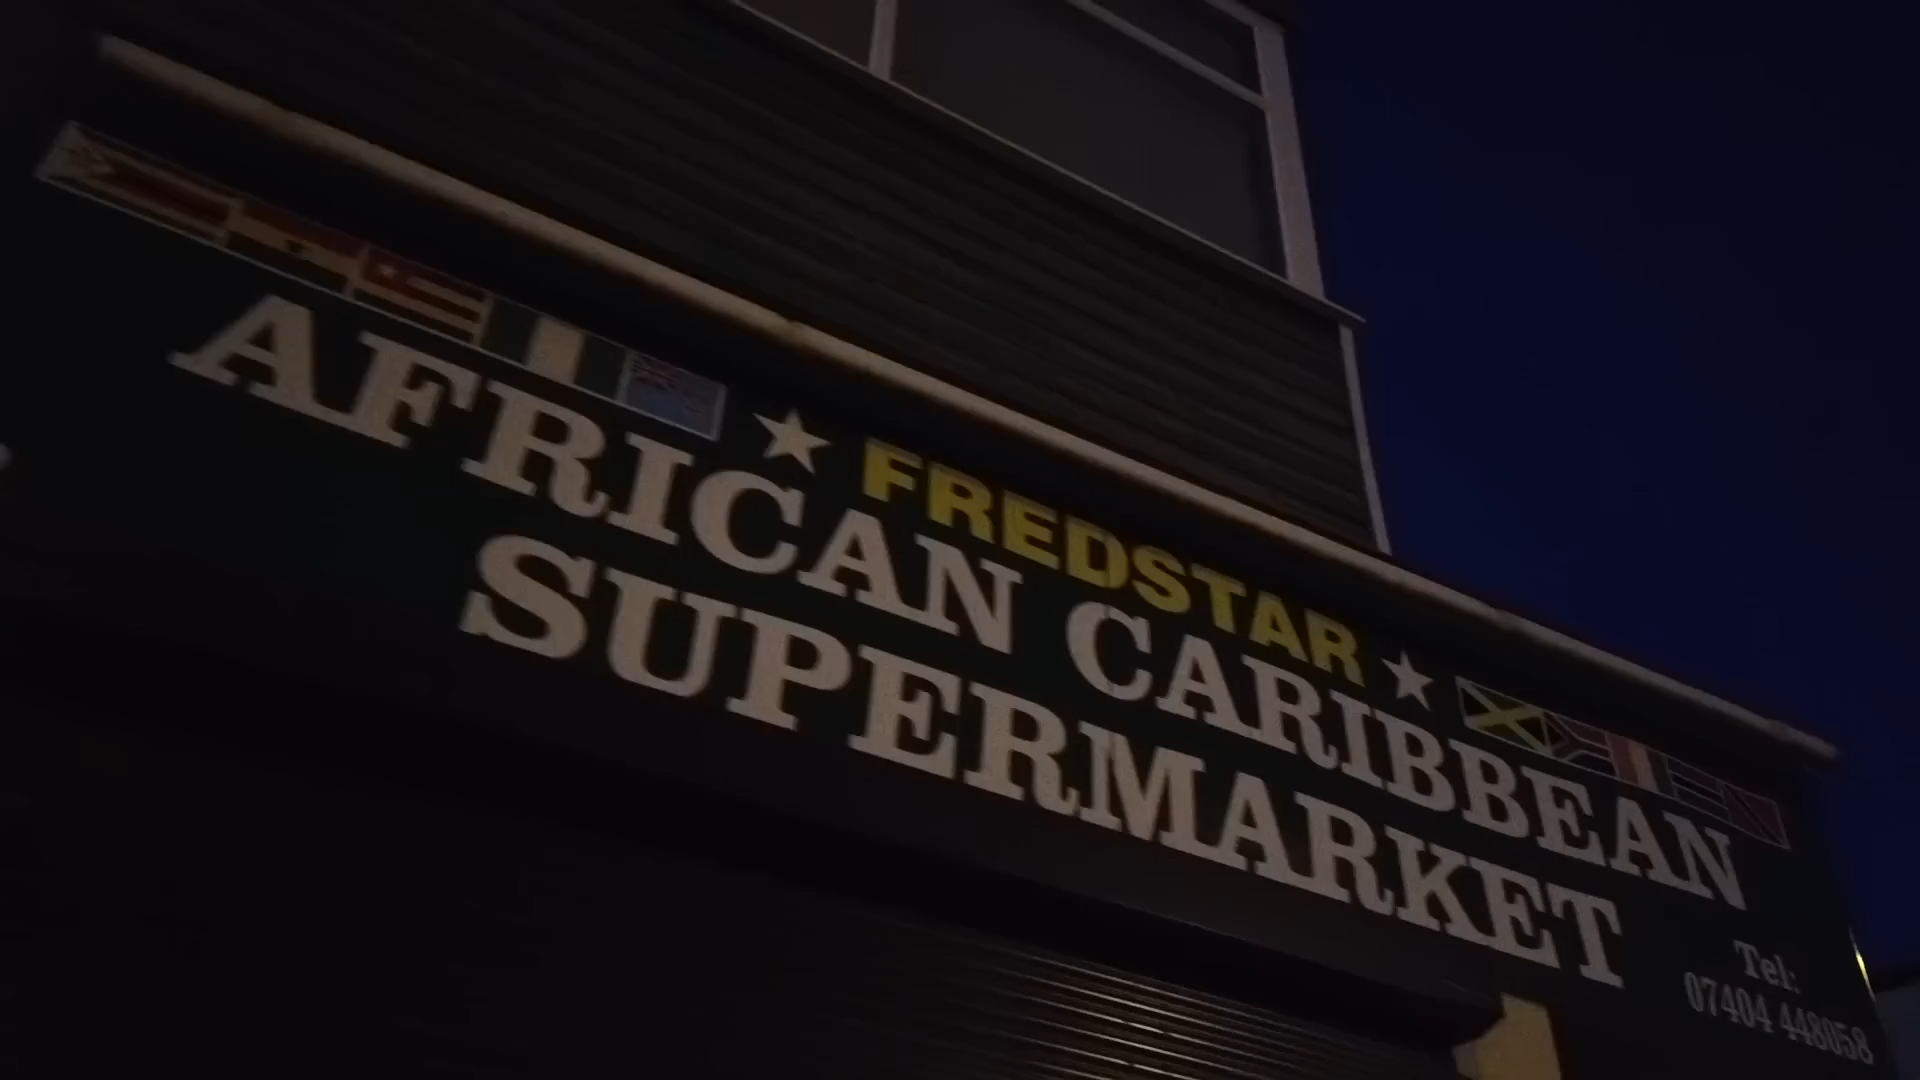 FREDSTAR
AFRICAN CARIBBEAN
SUPERMARKET
Tel:
07404 448058